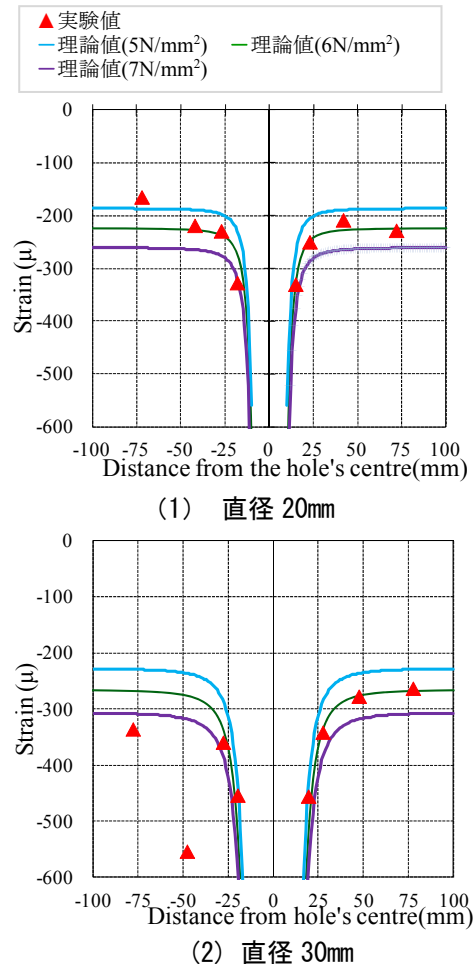 ▲ 実験値
理論値(5N/mm²) 理論値(6N/mm²)
理論値(7N/mm²)
0
-100
-200
-300
-400
-500
-600
Strain (μ)
-100 -75 -50 -25 0 25 50 75 100
Distance from the hole's centre(mm)
(1) 直径 20mm
0
-100
-200
-300
-400
-500
-600
Strain (μ)
-100 -75 -50 -25 0 25 50 75 100
Distance from hole's centre(mm)
(2) 直径 30mm